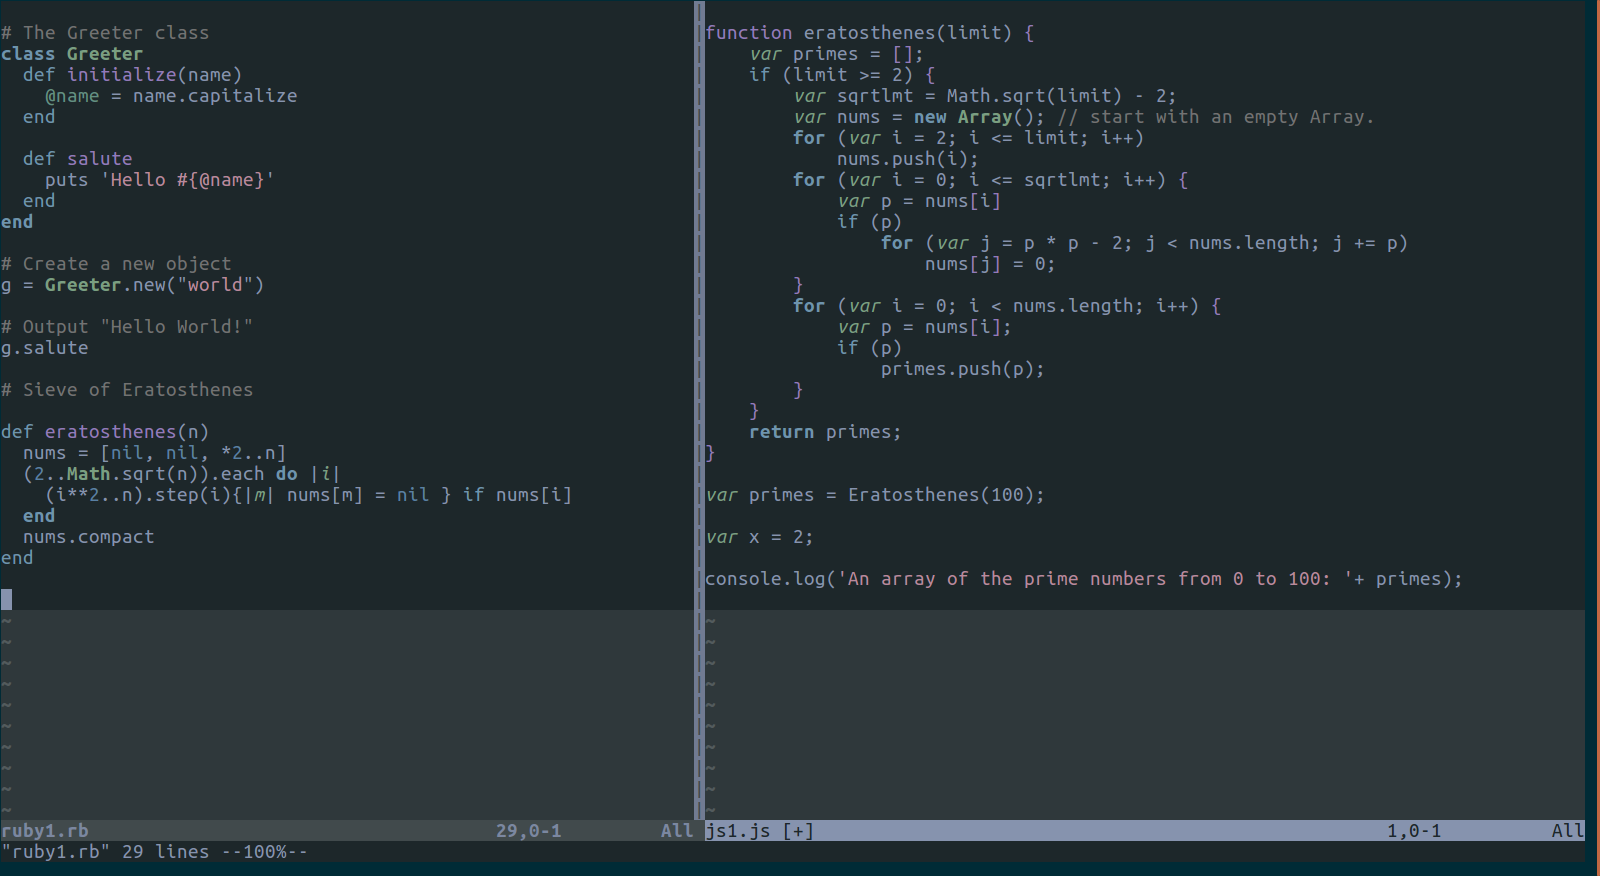 # The Greeter class
class Greeter
  def initialize(name)
    @name = name.capitalize
  end
  def salute
    puts 'Hello #{@name}'
  end
end
# Create a new object
g = Greeter.new("world")
# Output "Hello World!"
g.salute
# Sieve of Eratosthenes
def eratosthenes(n)
  nums = [nil, nil, *2..n]
  (2..Math.sqrt(n)).each do |i|
    (i**2..n).step(i){|m| nums[m] = nil } if nums[i]
  end
  nums.compact
end
~
~
~
~
~
~
~
~
~
~
ruby1.rb 29,0-1 All
"ruby1.rb" 29 lines --100%--
function eratosthenes(limit) {
    var primes = [];
    if (limit >= 2) {
        var sqrtlmt = Math.sqrt(limit) - 2;
        var nums = new Array(); // start with an empty Array.
        for (var i = 2; i <= limit; i++)
            nums.push(i);
        for (var i = 0; i <= sqrtlmt; i++) {
            var p = nums[i]
            if (p)
                for (var j = p * p - 2; j < nums.length; j += p)
                    nums[j] = 0;
        }
        for (var i = 0; i < nums.length; i++) {
            var p = nums[i];
            if (p)
                primes.push(p);
        }
    }
    return primes;
}
var primes = Eratosthenes(100);
var x = 2;
console.log('An array of the prime numbers from 0 to 100: '+ primes);
~
~
~
~
~
~
~
~
~
~
js1.js [+] 1,0-1 All